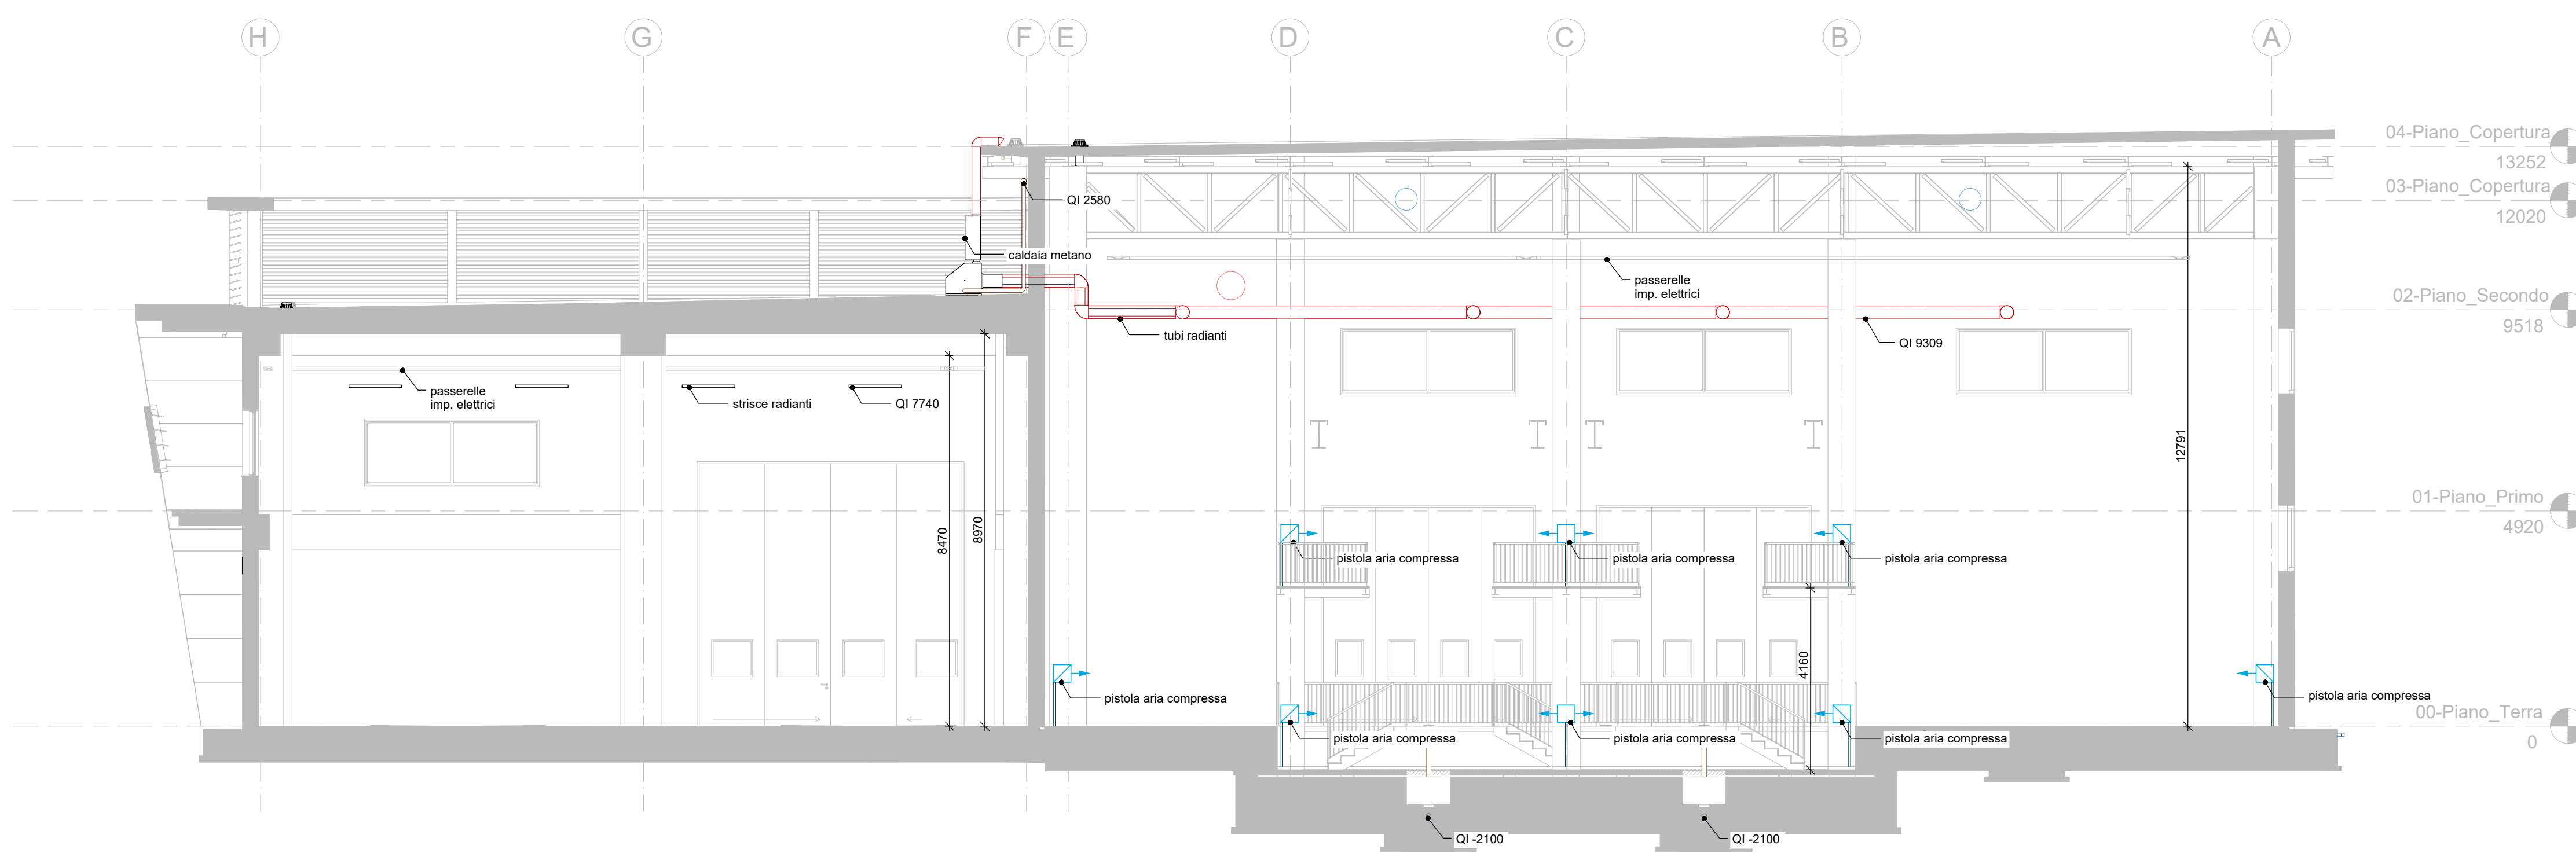 H
G
F
E
D
C
B
A
04-Piano_Copertura
13252
03-Piano_Copertura
12020
QI 2580
caldaia metano
passerelle
imp. elettrici
02-Piano_Secondo
9518
tubi radianti
QI 9309
passerelle
imp. elettrici
strisce radianti
QI 7740
12791
01-Piano_Primo
4920
8470
8970
pistola aria compressa
pistola aria compressa
pistola aria compressa
4160
pistola aria compressa
pistola aria compressa
00-Piano_Terra
0
pistola aria compressa
pistola aria compressa
pistola aria compressa
QI -2100
QI -2100